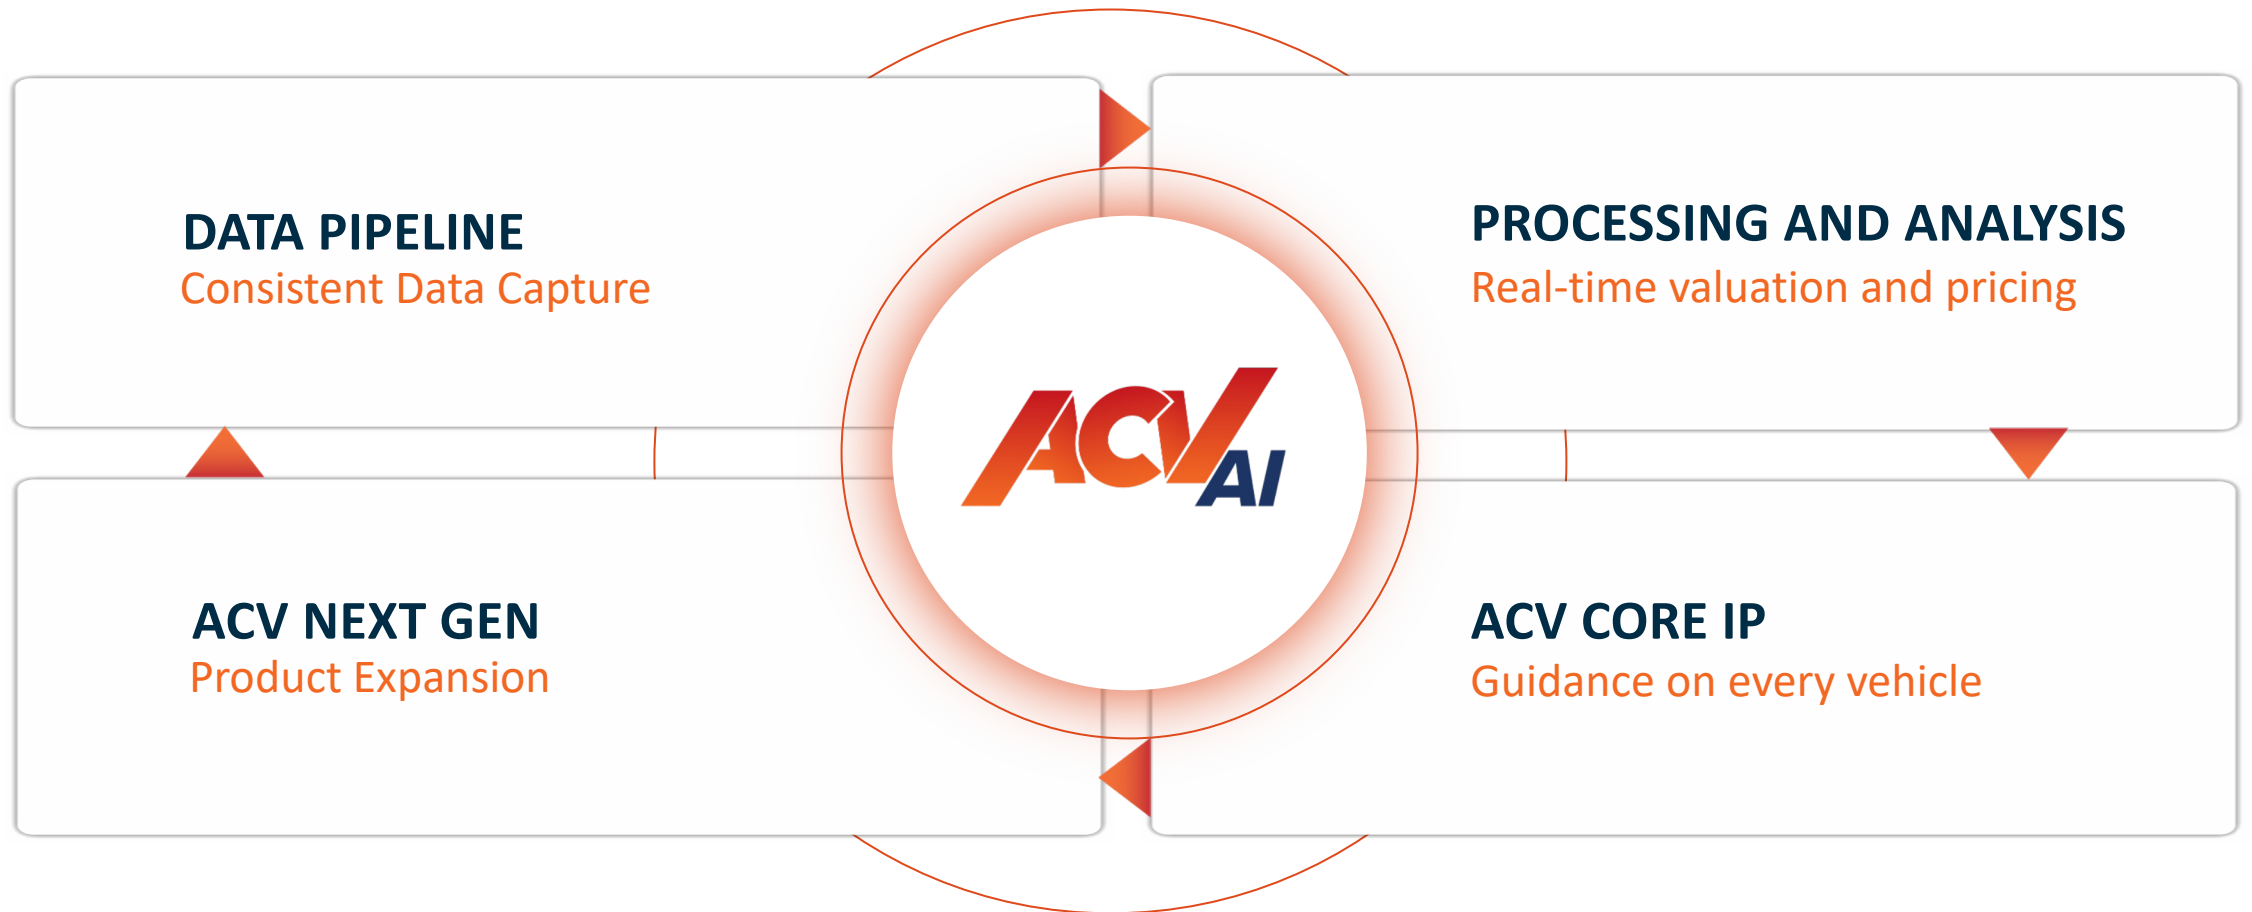 DATA PIPELINE
Consistent Data Capture
PROCESSING AND ANALYSIS
Real-time valuation and pricing
ACV AI
ACV NEXT GEN
Product Expansion
ACV CORE IP
Guidance on every vehicle